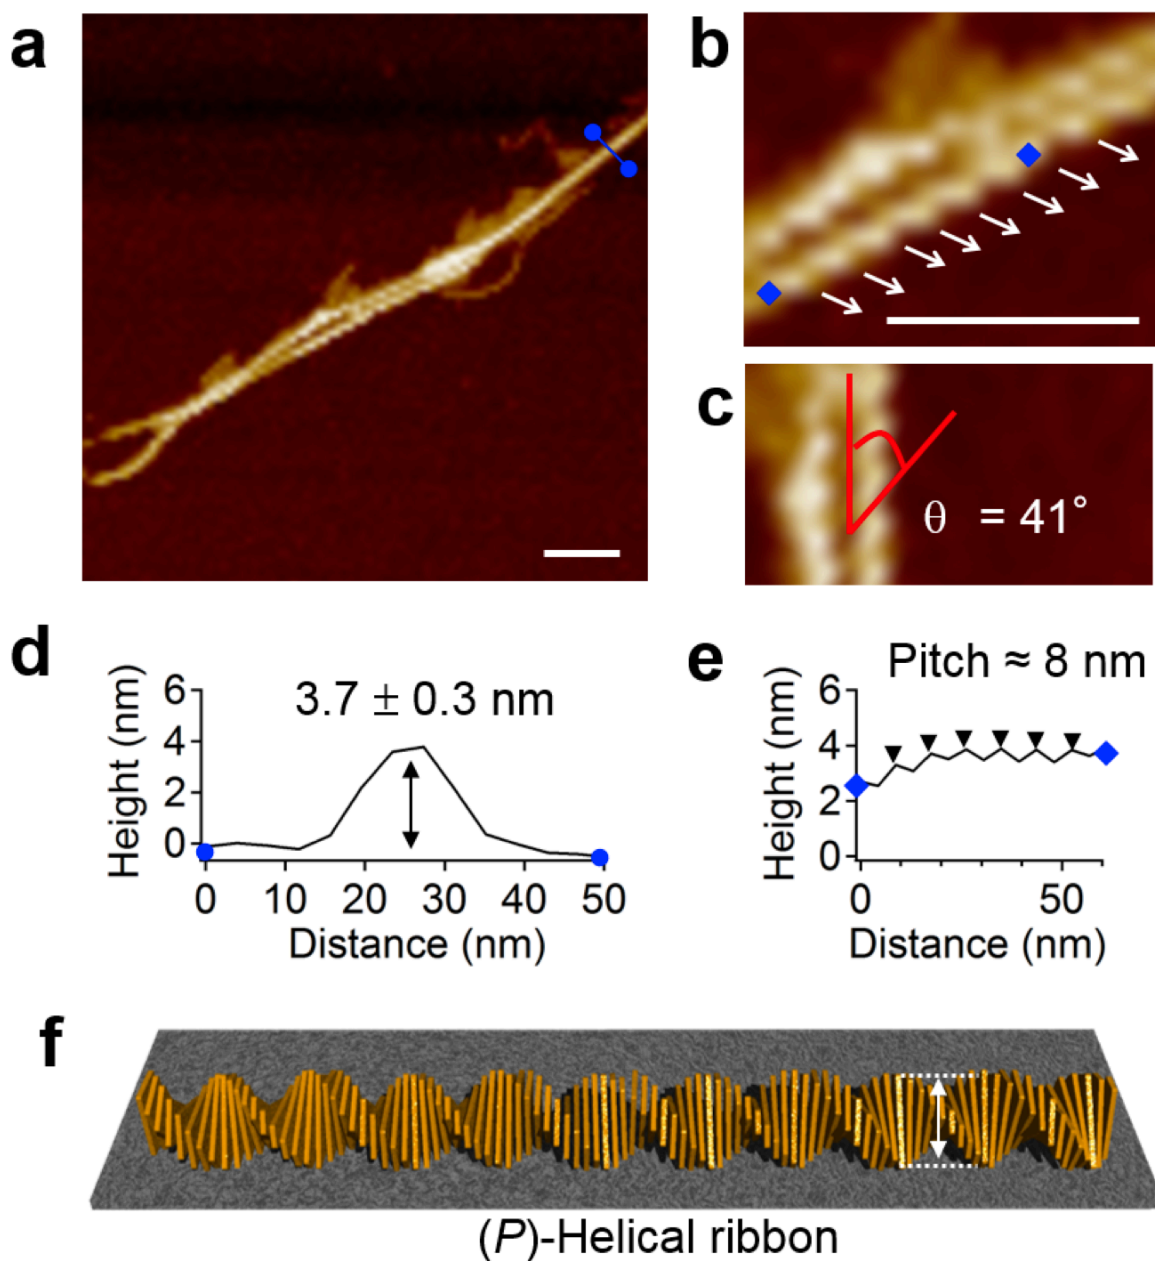 a
b
c
θ = 41°
d
3.7 ± 0.3 nm
Height (nm)
6
4
2
0
0 10 20 30 40 50
Distance (nm)
e
Pitch ≈ 8 nm
Height (nm)
6
4
2
0
0 50
Distance (nm)
f
(P)-Helical ribbon